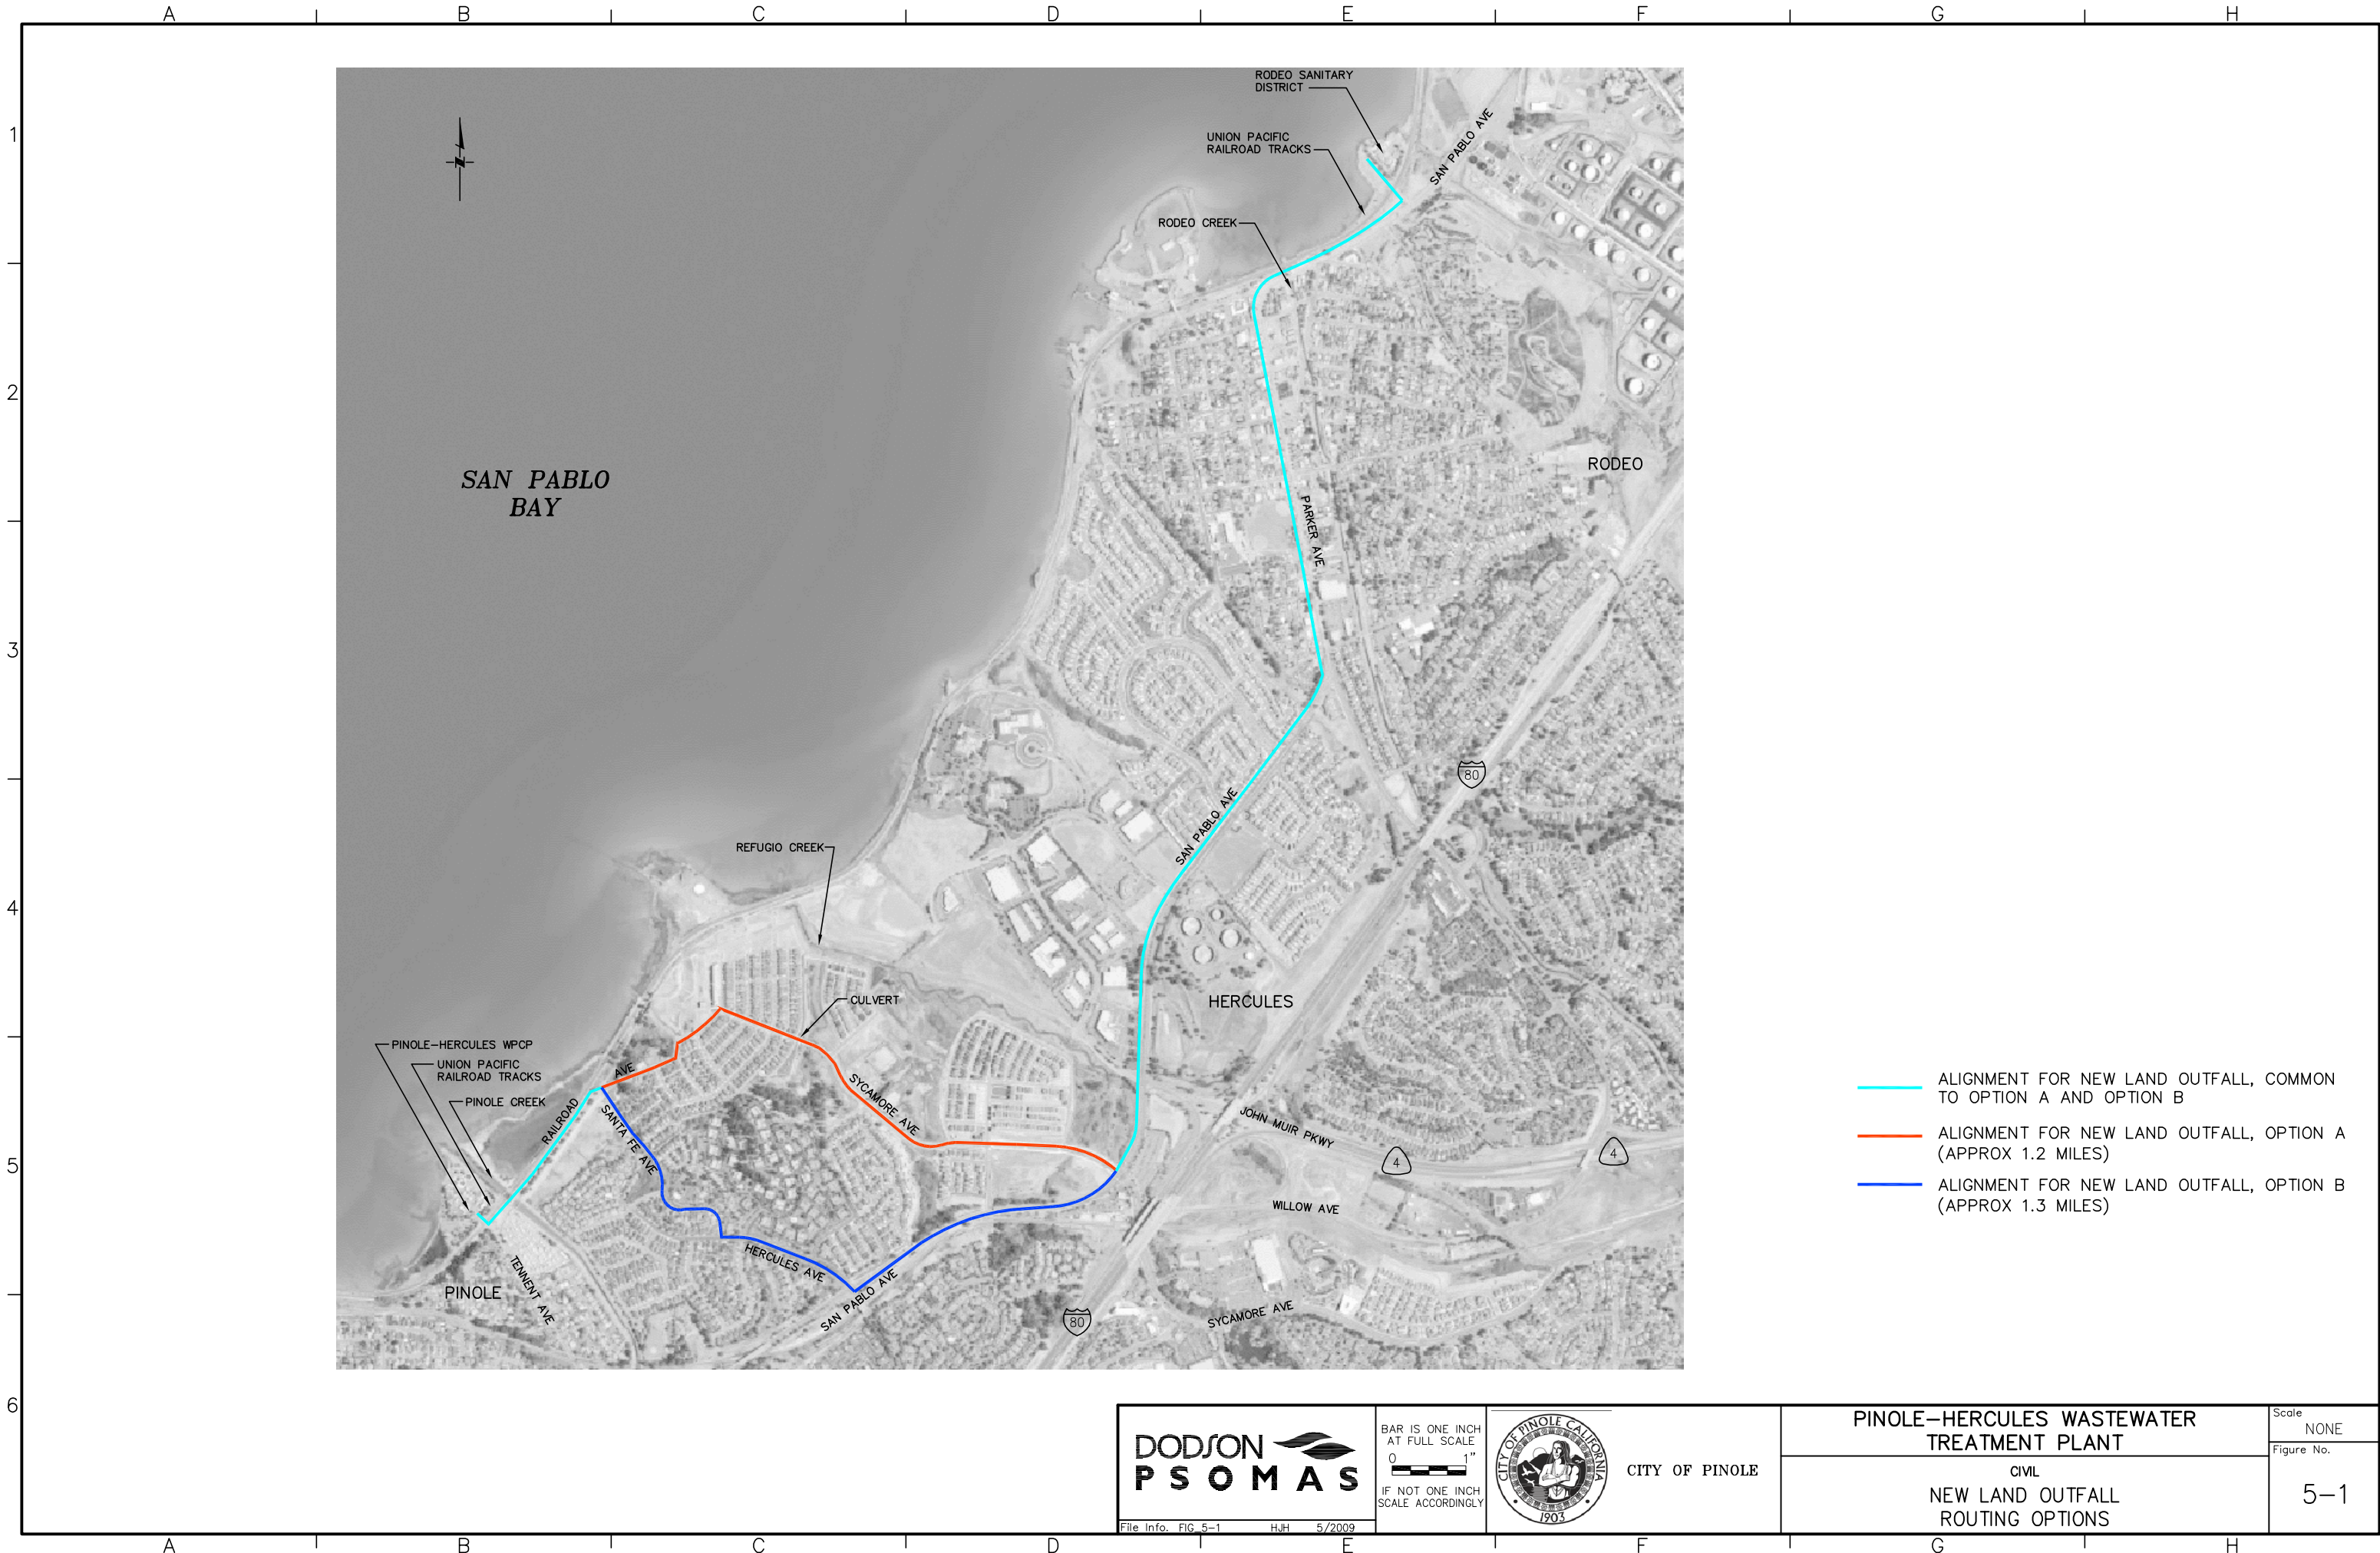 A B C D E F G H
1
2
3
4
5
6
RODEO SANITARY
DISTRICT
UNION PACIFIC
RAILROAD TRACKS
SAN PABLO AVE
RODEO CREEK
N
SAN PABLO
BAY
RODEO
PARKER AVE
80
SAN PABLO AVE
REFUGIO CREEK
CULVERT
HERCULES
PINOLE-HERCULES WPCP
UNION PACIFIC
RAILROAD TRACKS
PINOLE CREEK
RAILROAD
AVE
SANTA FE AVE
SYCAMORE AVE
JOHN MUIR PKWY
4
4
WILLOW AVE
HERCULES AVE
SAN PABLO AVE
TENNENT AVE
PINOLE
80
SYCAMORE AVE
ALIGNMENT FOR NEW LAND OUTFALL, COMMON
TO OPTION A AND OPTION B
ALIGNMENT FOR NEW LAND OUTFALL, OPTION A
(APPROX 1.2 MILES)
ALIGNMENT FOR NEW LAND OUTFALL, OPTION B
(APPROX 1.3 MILES)
DODSON
PSOMAS
File Info. FIG_5-1 HJH 5/2009
BAR IS ONE INCH
AT FULL SCALE
0 1"
IF NOT ONE INCH
SCALE ACCORDINGLY
CITY OF PINOLE CALIFORNIA
1903
CITY OF PINOLE
PINOLE-HERCULES WASTEWATER
TREATMENT PLANT
CIVIL
NEW LAND OUTFALL
ROUTING OPTIONS
Scale
NONE
Figure No.
5-1
A B C D E F G H